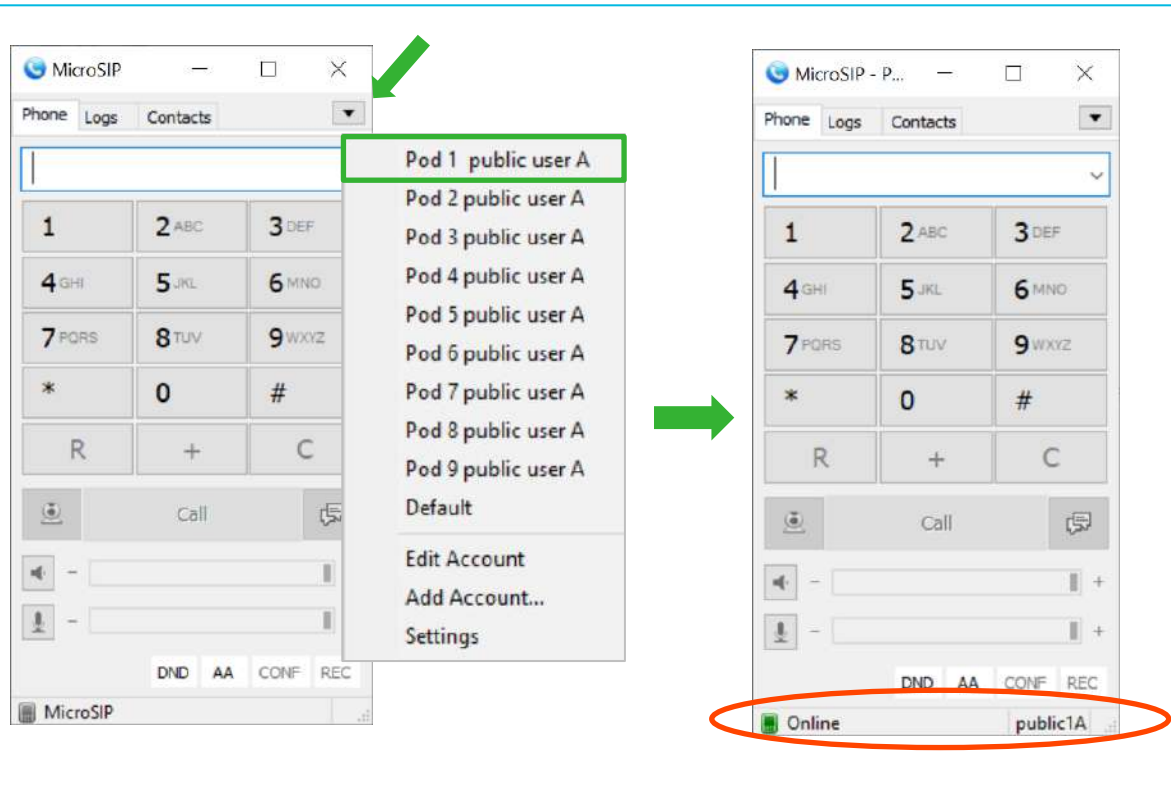 MicroSIP
Phone Logs Contacts
1 2 ABC 3 DEF
4 GHI 5 JKL 6 MNO
7 PQRS 8 TUV 9 WXYZ
* 0 #
R + C
Call
-
-
DND AA CONF REC
MicroSIP
Pod 1 public user A
Pod 2 public user A
Pod 3 public user A
Pod 4 public user A
Pod 5 public user A
Pod 6 public user A
Pod 7 public user A
Pod 8 public user A
Pod 9 public user A
Default
Edit Account
Add Account...
Settings
MicroSIP - P...
Phone Logs Contacts
1 2 ABC 3 DEF
4 GHI 5 JKL 6 MNO
7 PQRS 8 TUV 9 WXYZ
* 0 #
R + C
Call
- +
- +
DND AA CONF REC
Online public1A